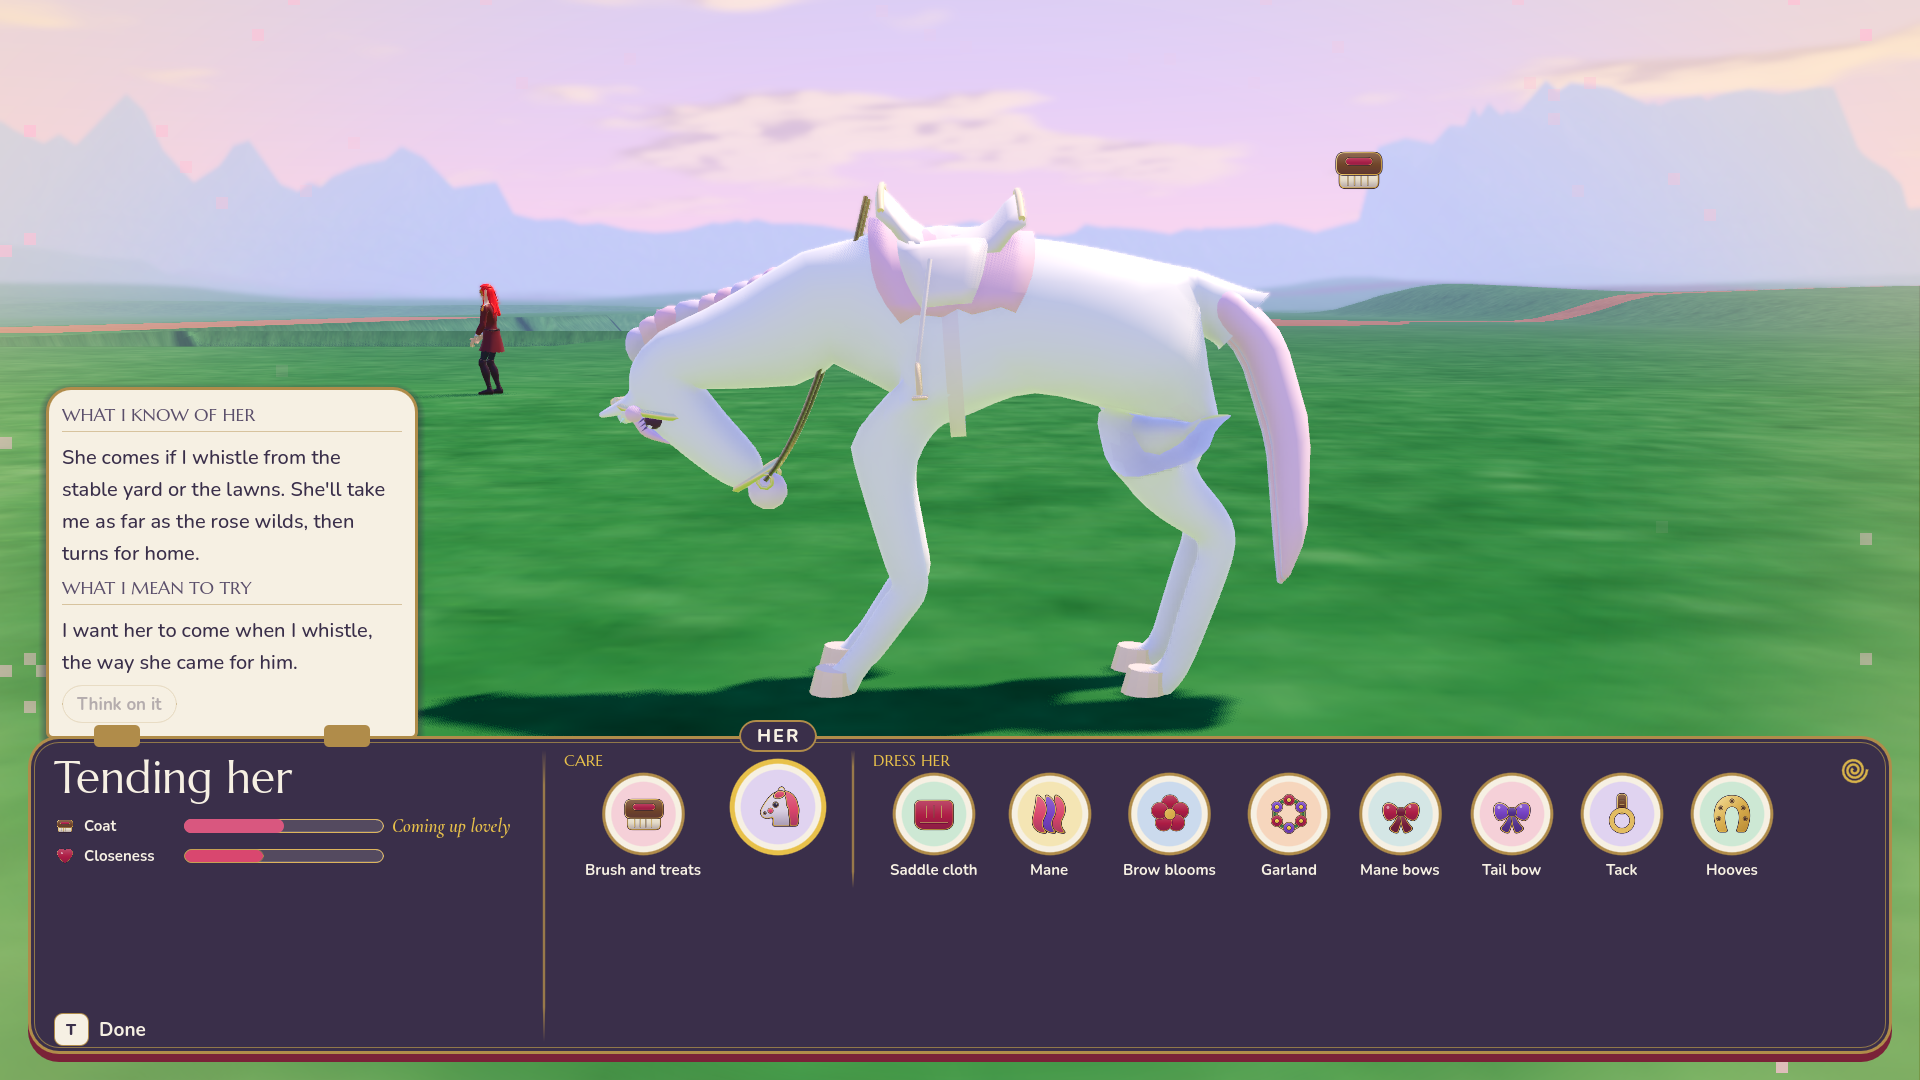 WHAT I KNOW OF HER
She comes if I whistle from the
stable yard or the lawns. She'll take
me as far as the rose wilds, then
turns for home.
WHAT I MEAN TO TRY
I want her to come when I whistle,
the way she came for him.
Think on it
HER
Tending her
Coat
Coming up lovely
Closeness
T Done
CARE
Brush and treats
DRESS HER
Saddle cloth
Mane
Brow blooms
Garland
Mane bows
Tail bow
Tack
Hooves